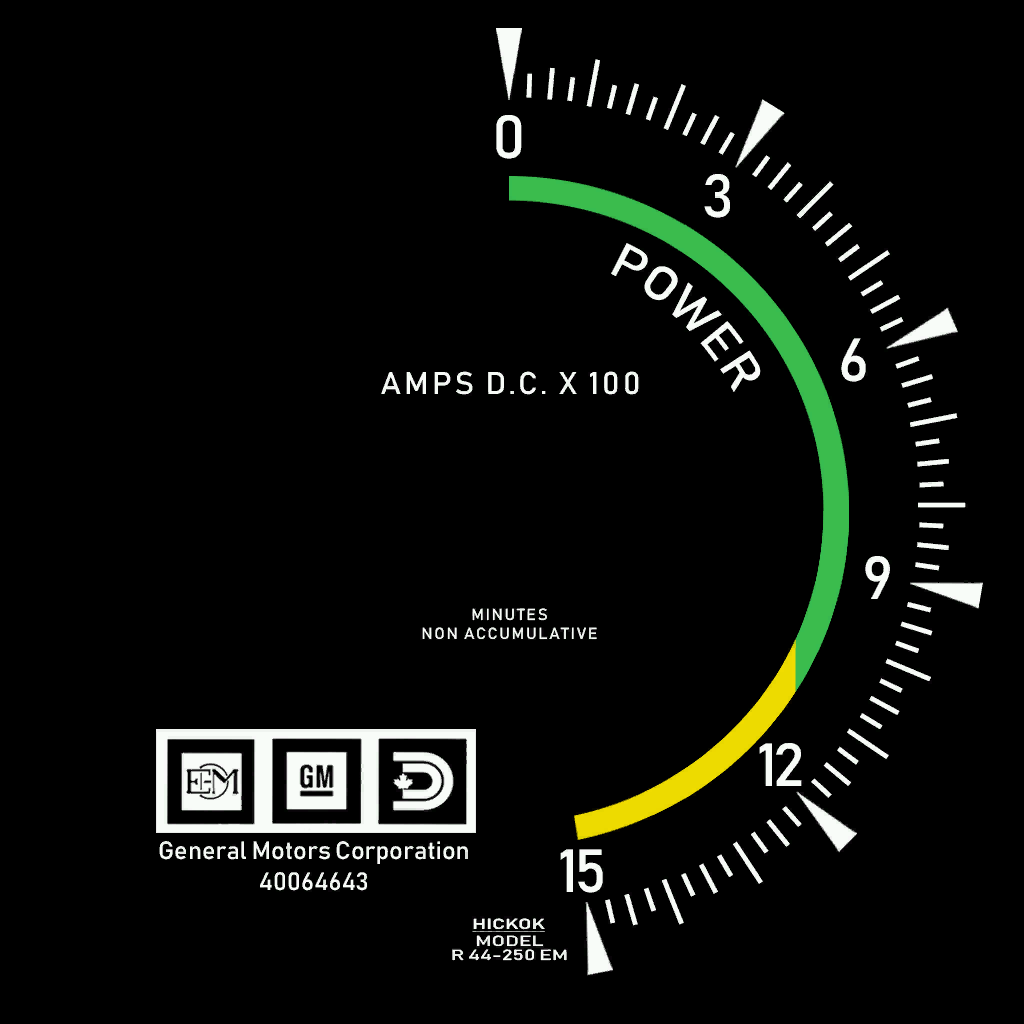 0
3
POWER
6
AMPS D.C. X 100
9
MINUTES
NON ACCUMULATIVE
12
EMD GM D
General Motors Corporation
40064643
15
HICKOK
MODEL
R 44-250 EM